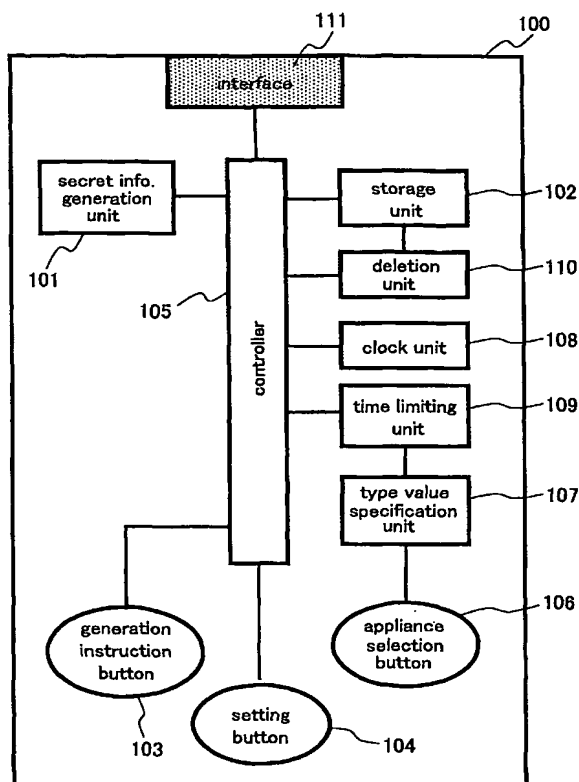 111
100
interface
secret info.
generation
unit
101
storage
unit
102
deletion
unit
110
105
controller
clock unit
108
time limiting
unit
109
type value
specification
unit
107
generation
instruction
button
103
setting
button
104
appliance
selection
button
106